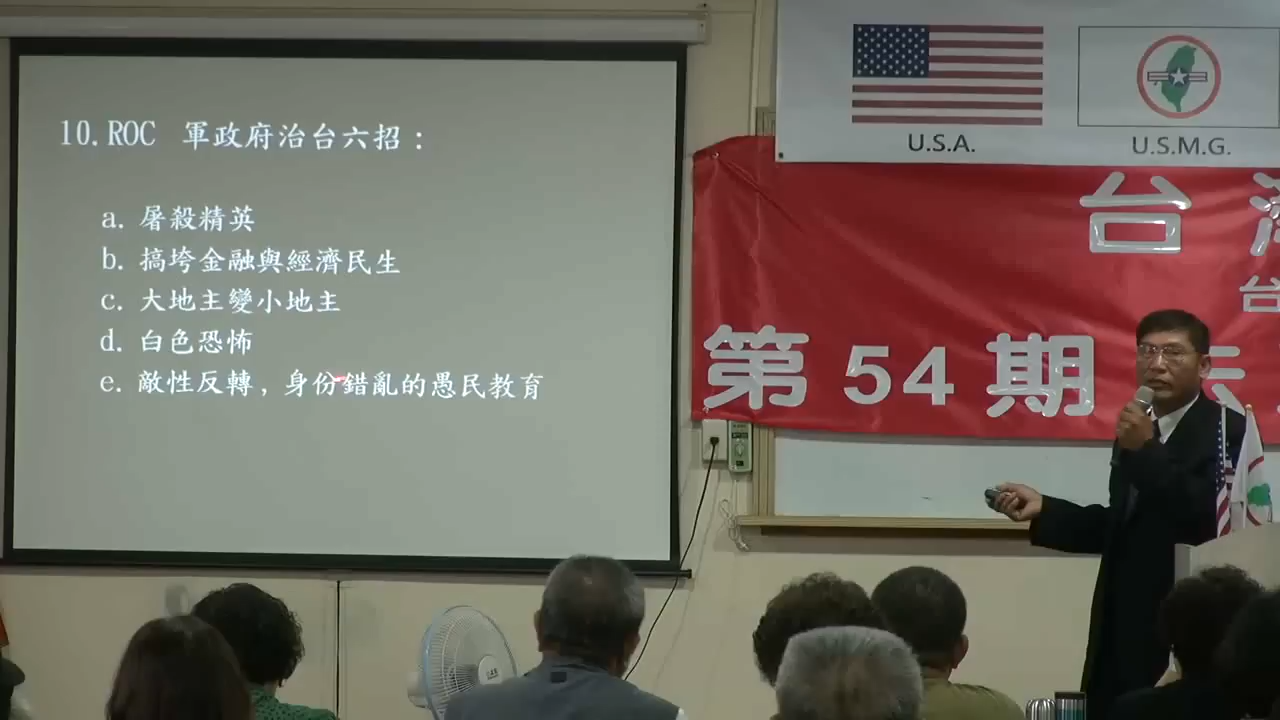 10. ROC 軍政府治台六招：
a. 屠殺精英
b. 搞垮金融與經濟民生
c. 大地主變小地主
d. 白色恐怖
e. 敵性反轉，身份錯亂的愚民教育
U.S.A.
U.S.M.G.
台
台
第 54 期